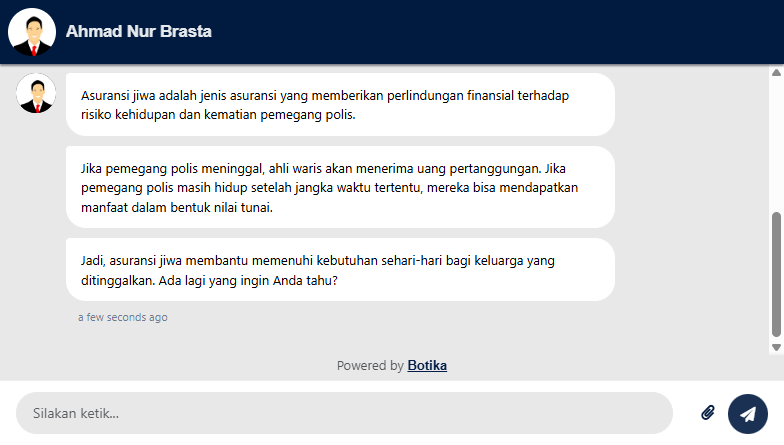 Ahmad Nur Brasta
Asuransi jiwa adalah jenis asuransi yang memberikan perlindungan finansial terhadap
risiko kehidupan dan kematian pemegang polis.
Jika pemegang polis meninggal, ahli waris akan menerima uang pertanggungan. Jika
pemegang polis masih hidup setelah jangka waktu tertentu, mereka bisa mendapatkan
manfaat dalam bentuk nilai tunai.
Jadi, asuransi jiwa membantu memenuhi kebutuhan sehari-hari bagi keluarga yang
ditinggalkan. Ada lagi yang ingin Anda tahu?
a few seconds ago
Powered by Botika
Silakan ketik...